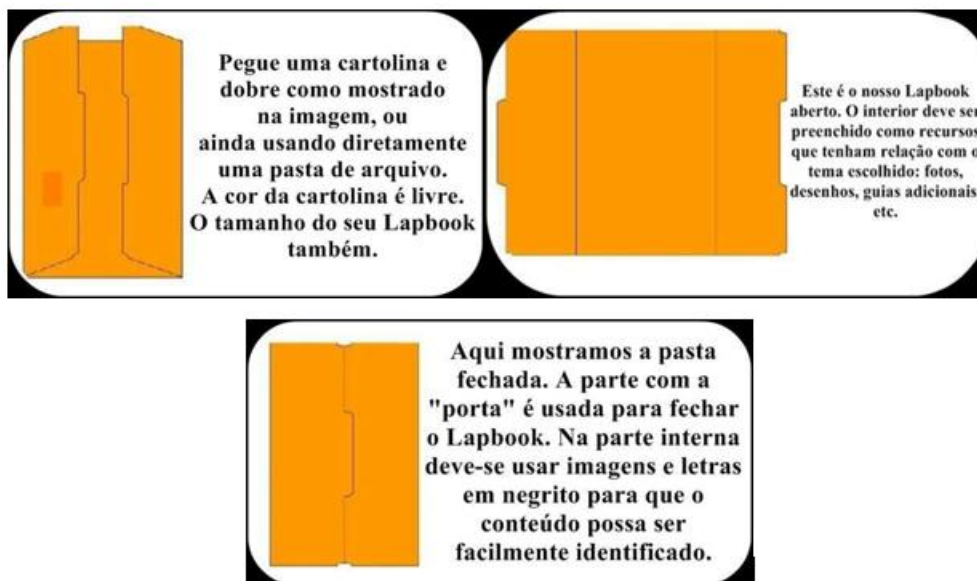 Pegue uma cartolina e
dobre como mostrado
na imagem, ou
ainda usando diretamente
uma pasta de arquivo.
A cor da cartolina é livre.
O tamanho do seu Lapbook
também.
Este é o nosso Lapbook
aberto. O interior deve ser
preenchido como recursos
que tenham relação com o
tema escolhido: fotos,
desenhos, guias adicionais,
etc.
Aqui mostramos a pasta
fechada. A parte com a
"porta" é usada para fechar
o Lapbook. Na parte interna
deve-se usar imagens e letras
em negrito para que o
conteúdo possa ser
facilmente identificado.